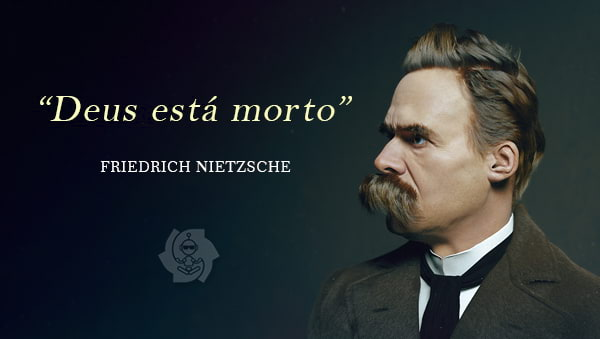 “Deus está morto”
FRIEDRICH NIETZSCHE